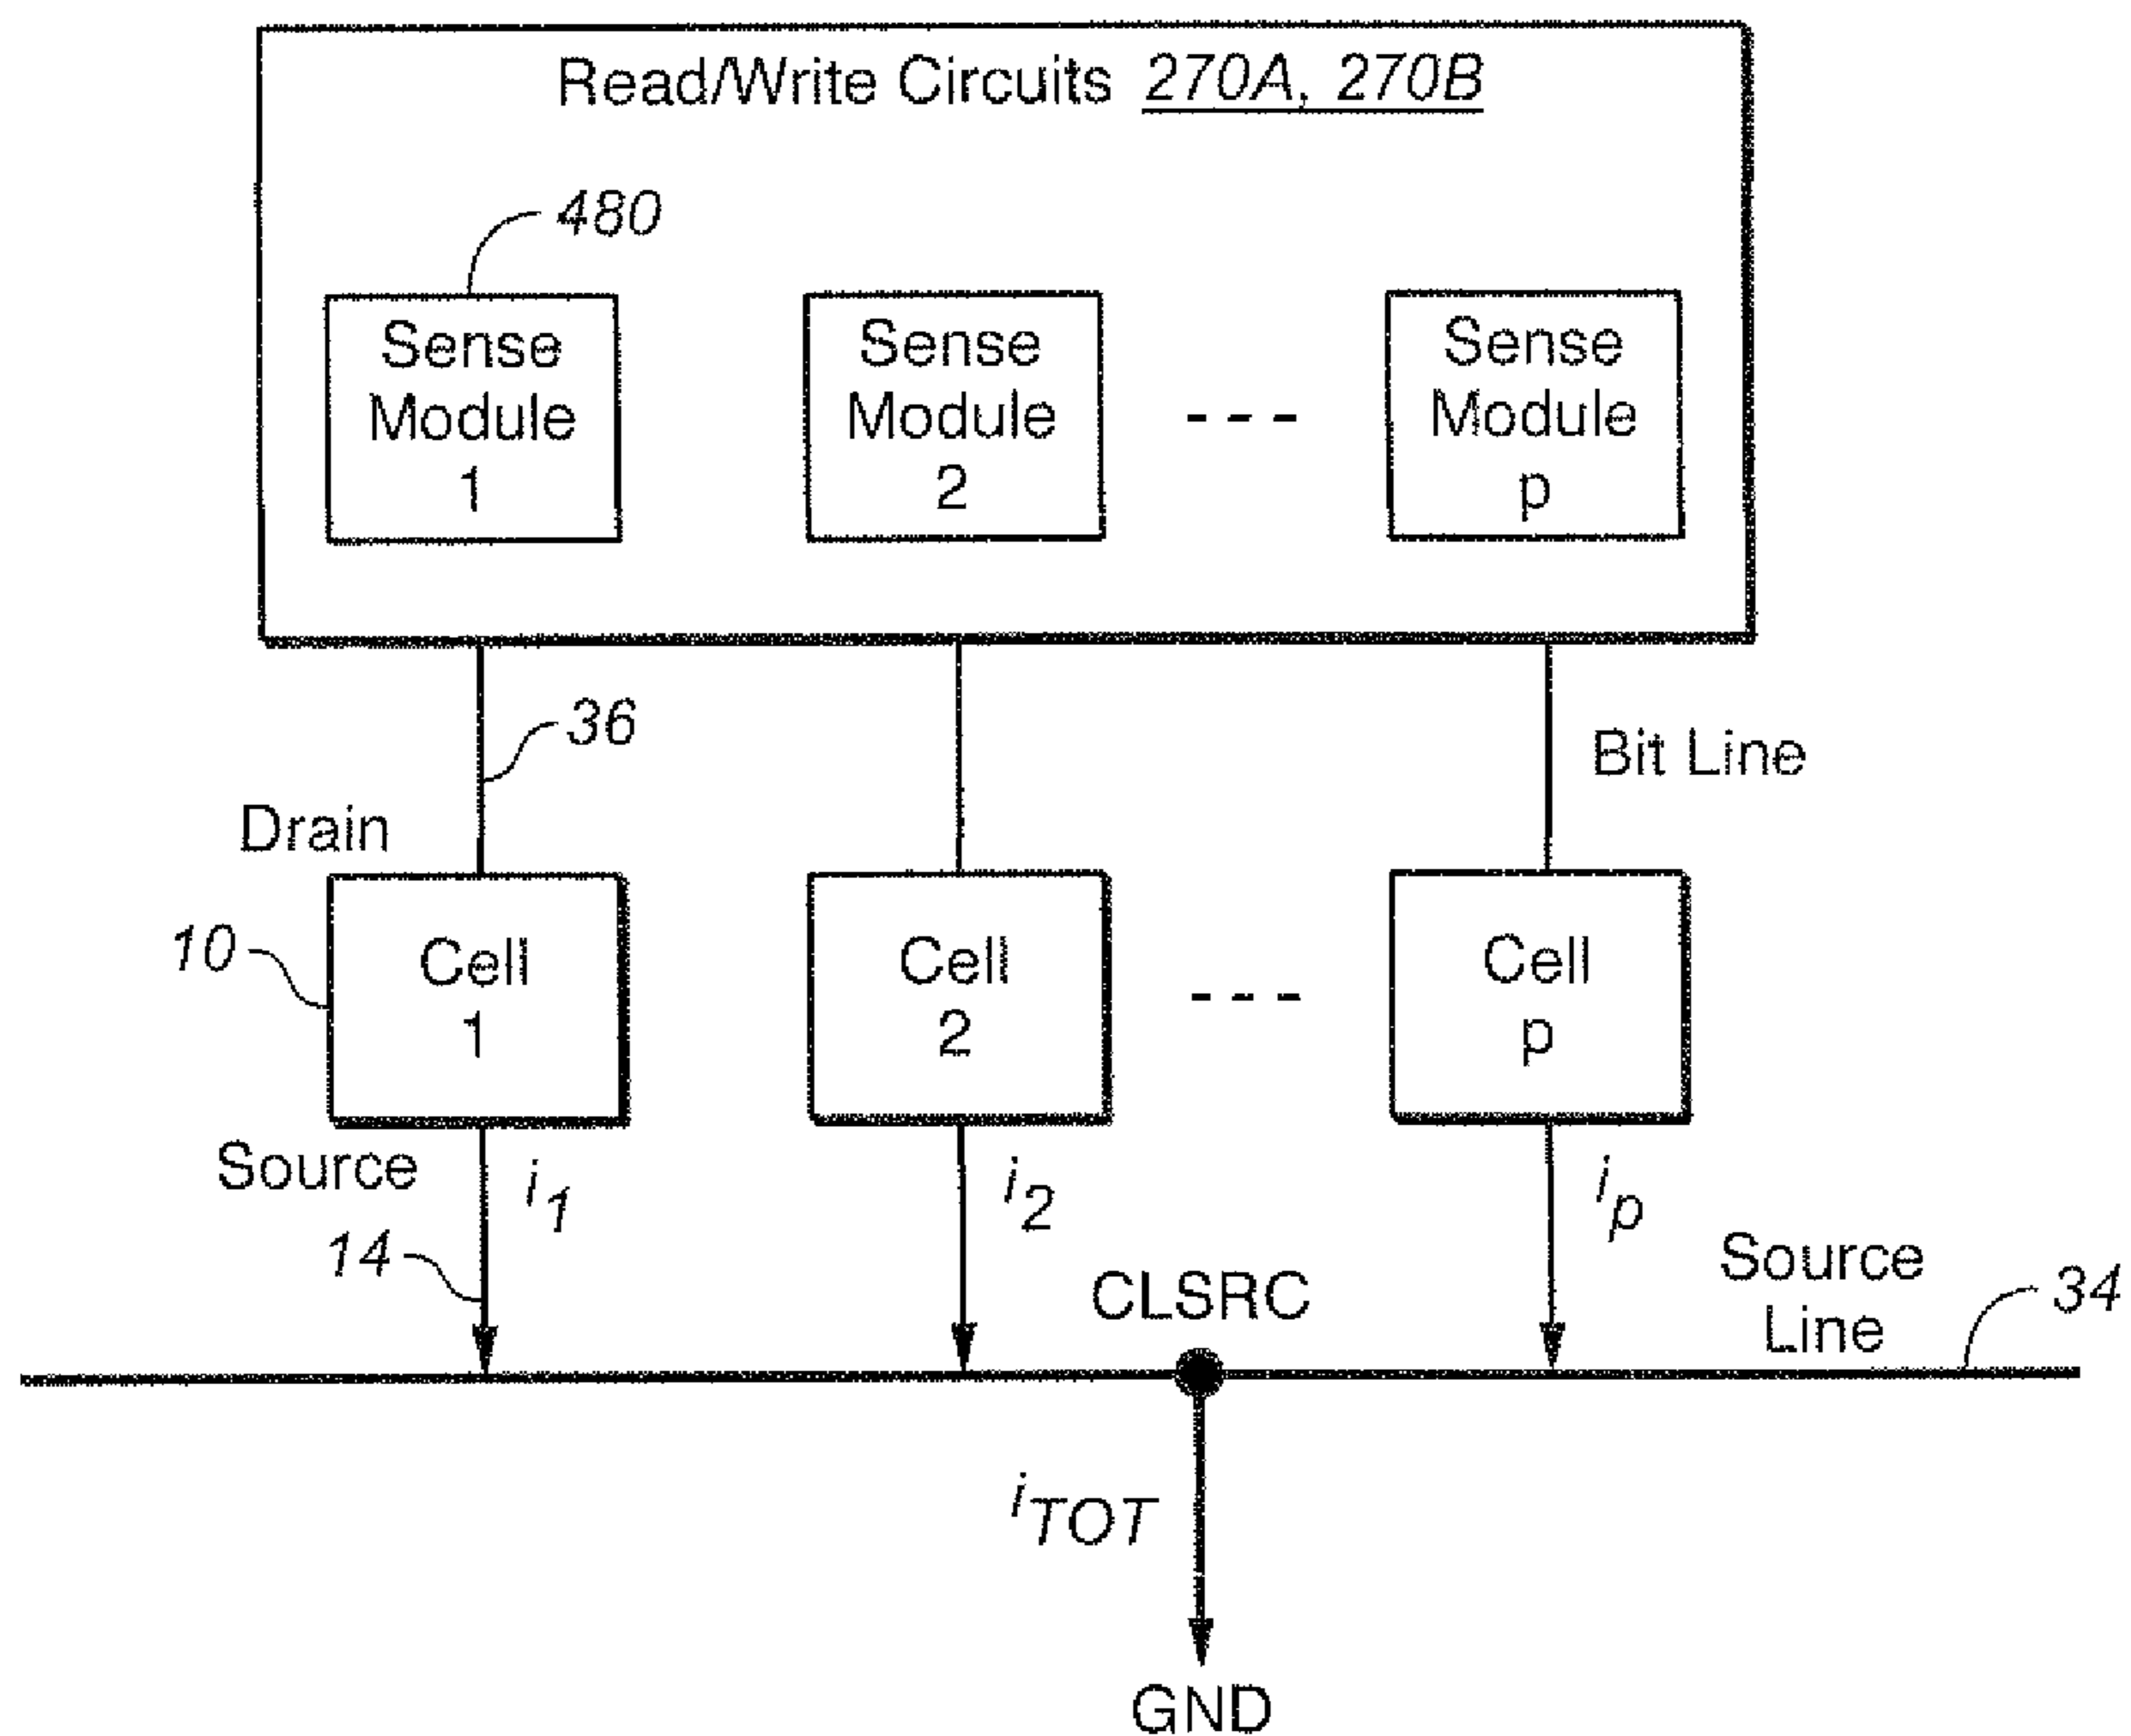 Read/Write Circuits 270A, 270B
480
Sense
Module
1
Sense
Module
2
Sense
Module
p
36
Bit Line
Drain
10
Cell
1
Cell
2
Cell
p
Source
i1
i2
ip
14
CLSRC
Source
Line
34
iTOT
GND